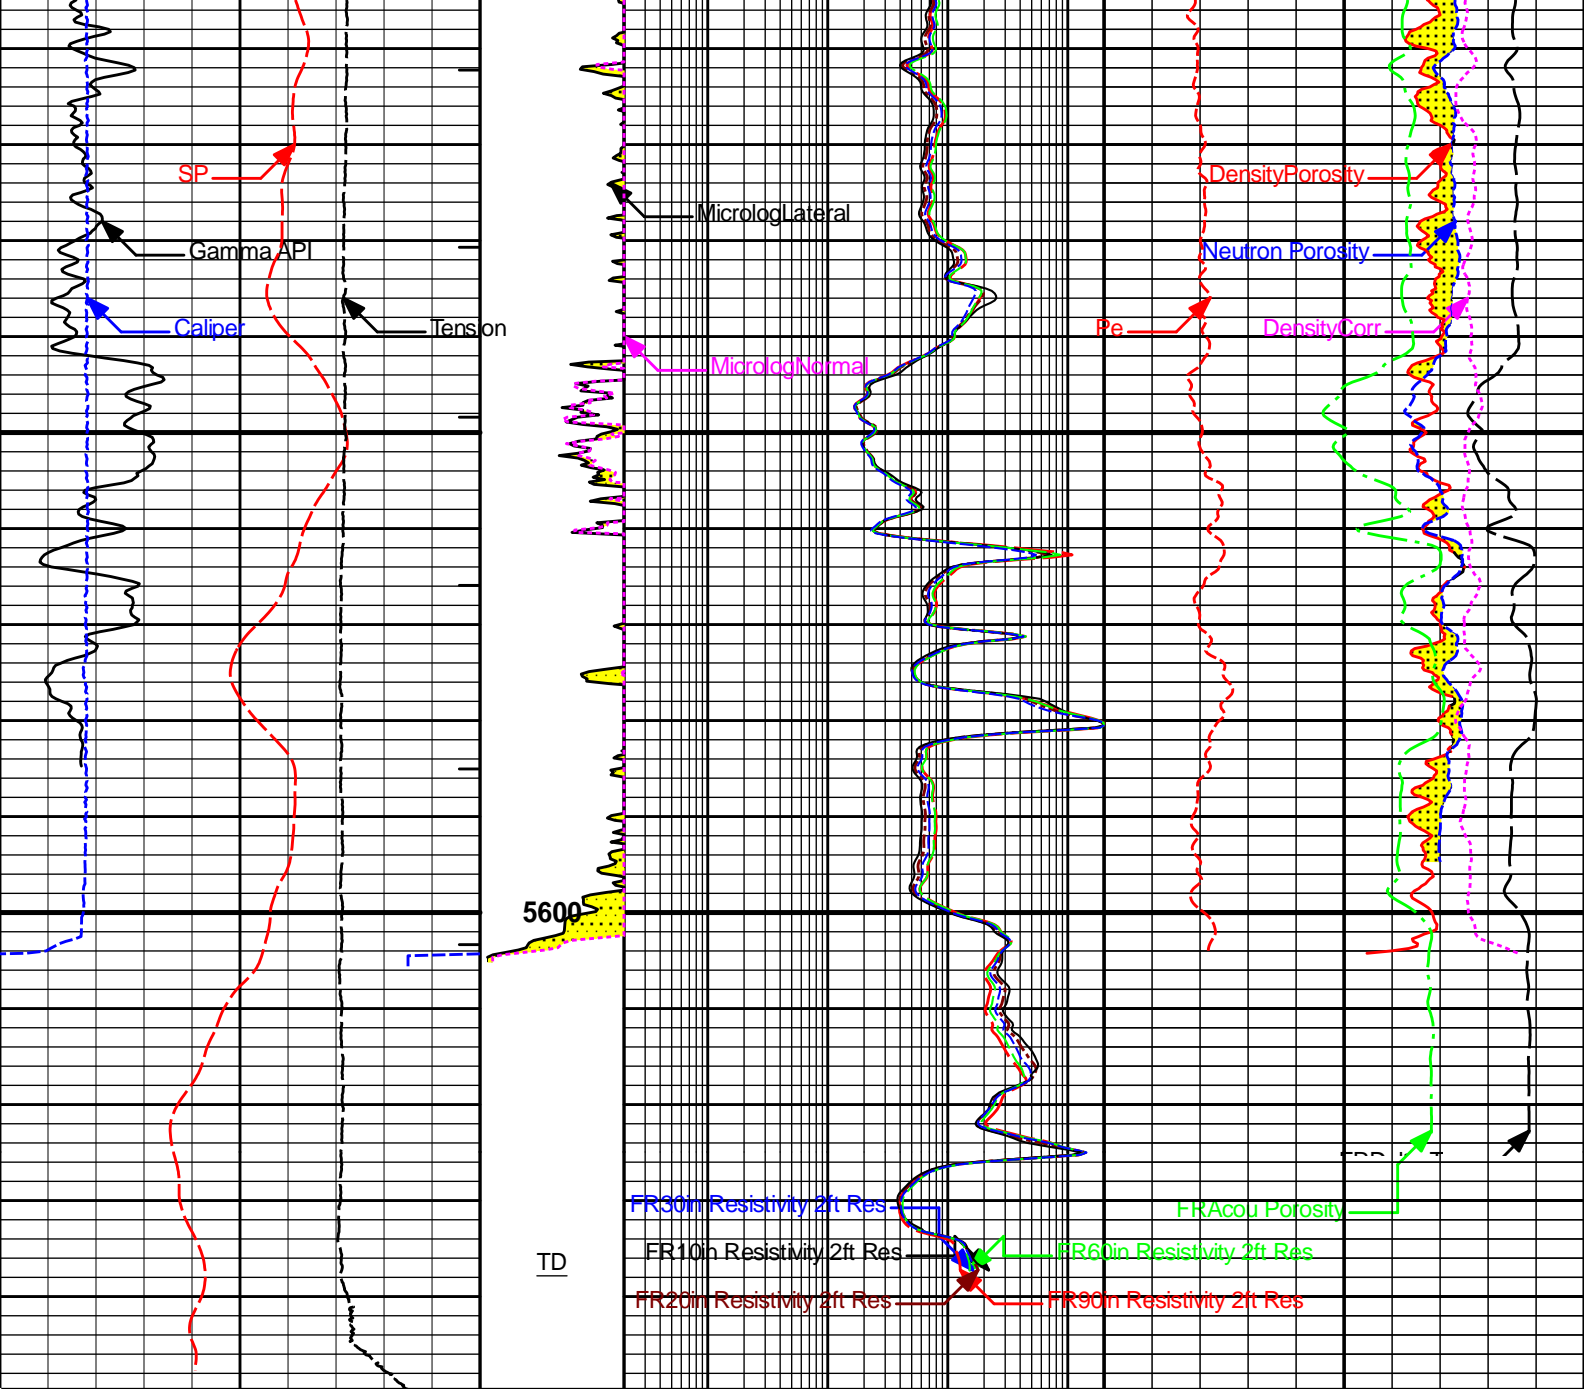 SP
DensityPorosity
MicrologLateral
Gamma API
Neutron Porosity
Caliper
Tension
Pe
DensityCorr
MicrologNormal
5600
FR30in Resistivity 2ft Res
FRAcou Porosity
TD
FR10in Resistivity 2ft Res
FR60in Resistivity 2ft Res
FR20in Resistivity 2ft Res
FR90in Resistivity 2ft Res